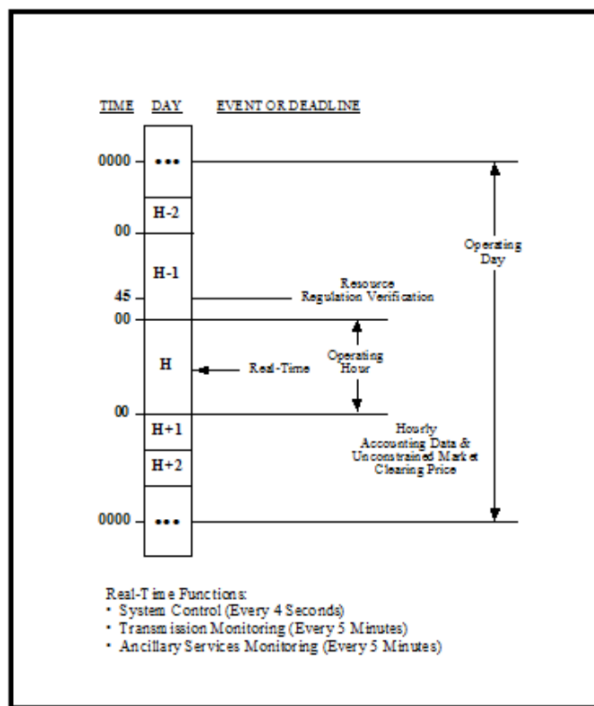 TIME DAY EVENT OR DEADLINE
0000 •••
H-2
00
H-1
Operating
Day
Resource
45 Regulation Verification
00
Operating
Hour
H Real-Time
00
H+1 Hourly
Accounting Data &
Unconstrained Market
Clearing Price
H+2
0000 •••
Real-Time Functions:
• System Control (Every 4 Seconds)
• Transmission Monitoring (Every 5 Minutes)
• Ancillary Services Monitoring (Every 5 Minutes)